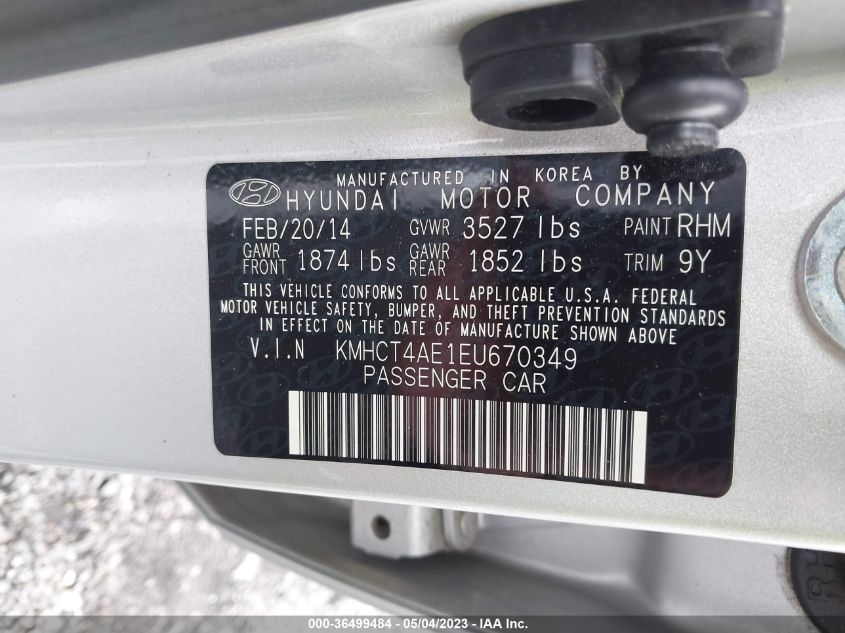 MANUFACTURED IN KOREA BY
HYUNDAI MOTOR COMPANY
FEB/20/14 GVWR 3527 lbs PAINT RHM
GAWR FRONT 1874 lbs GAWR REAR 1852 lbs TRIM 9Y
THIS VEHICLE CONFORMS TO ALL APPLICABLE U.S.A. FEDERAL
MOTOR VEHICLE SAFETY, BUMPER, AND THEFT PREVENTION STANDARDS
IN EFFECT ON THE DATE OF MANUFACTURE SHOWN ABOVE
V.I.N KMHCT4AE1EU670349
PASSENGER CAR
000-36499484 - 05/04/2023 - IAA Inc.